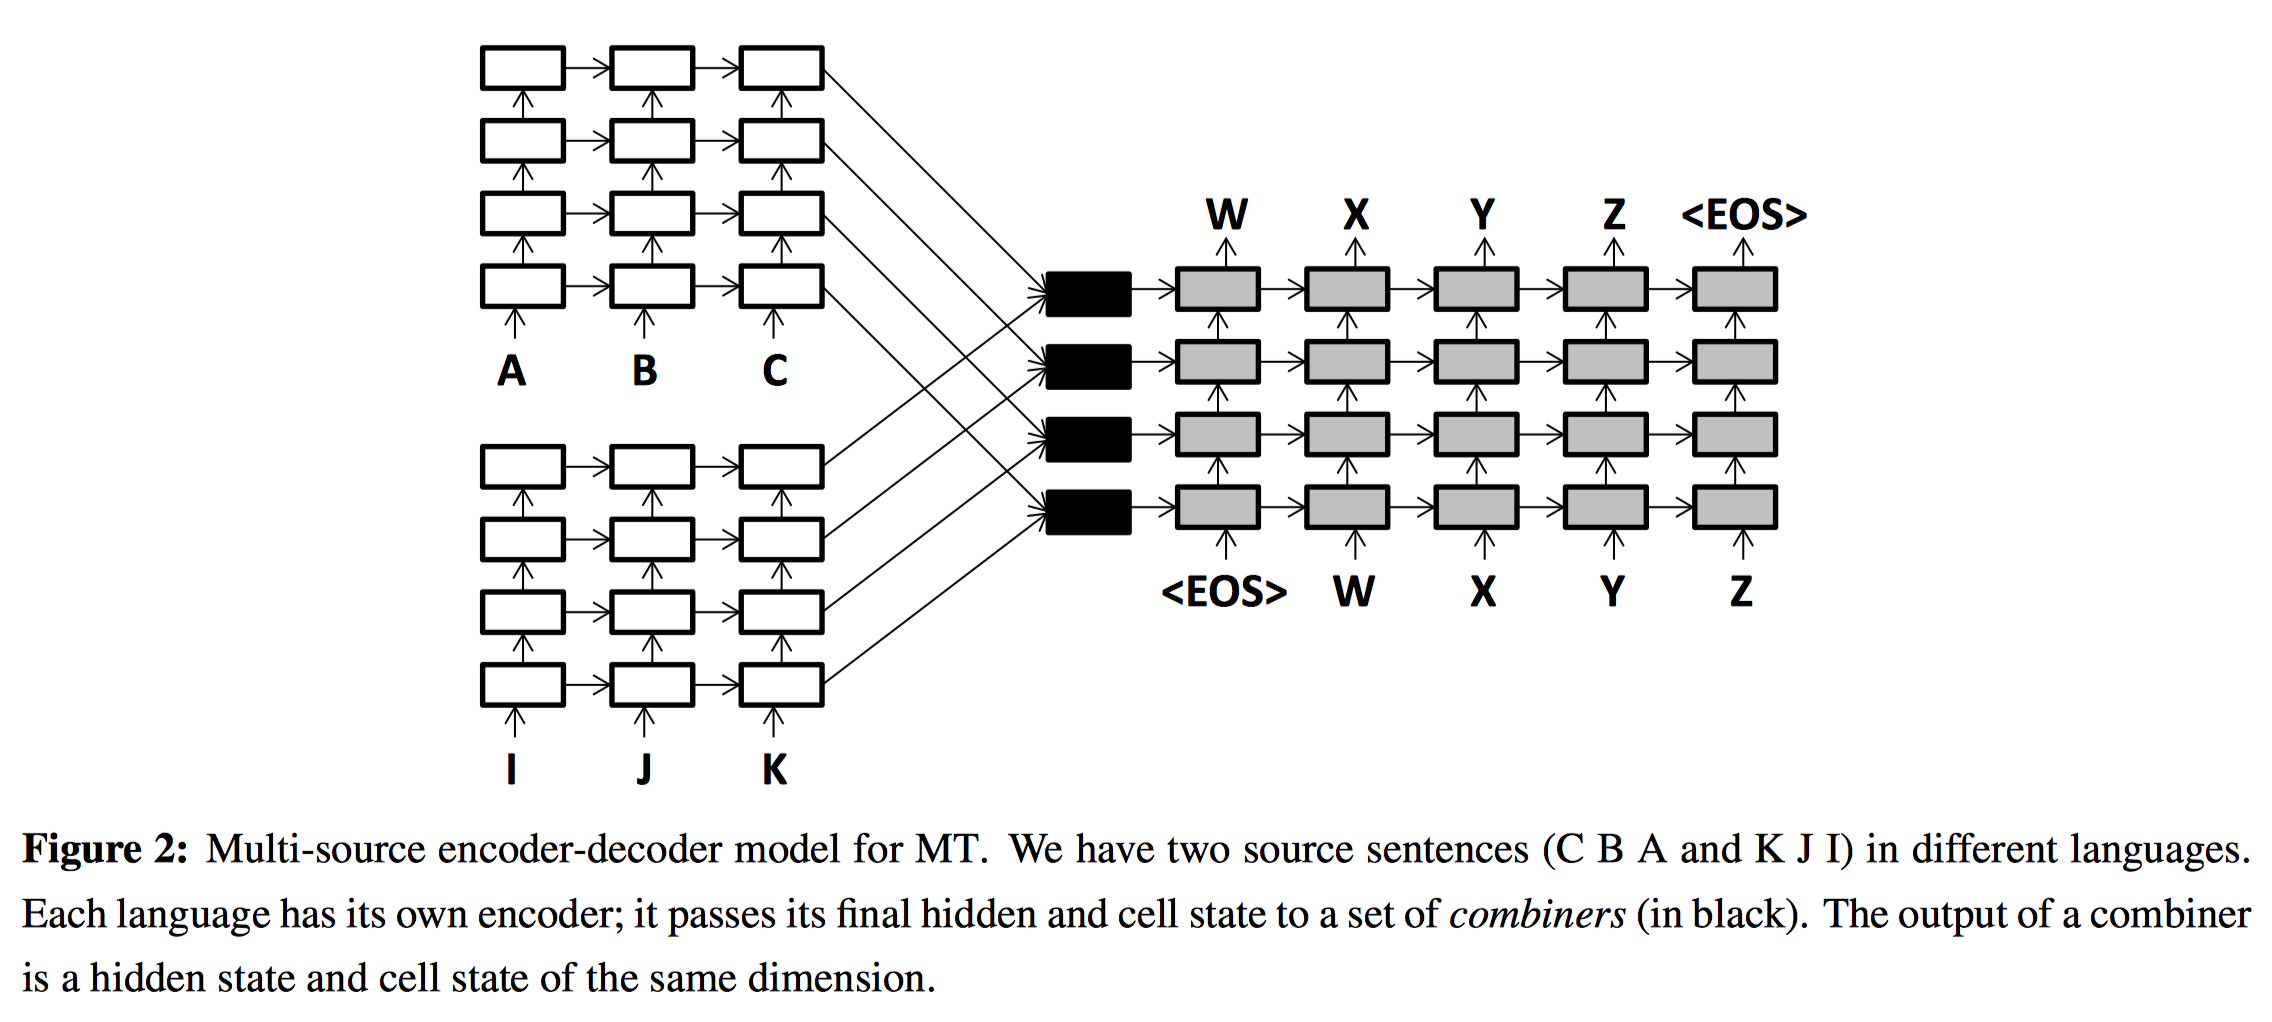 W X Y Z <EOS>
A B C
<EOS> W X Y Z
I J K
Figure 2: Multi-source encoder-decoder model for MT. We have two source sentences (C B A and K J I) in different languages.
Each language has its own encoder; it passes its final hidden and cell state to a set of combiners (in black). The output of a combiner
is a hidden state and cell state of the same dimension.